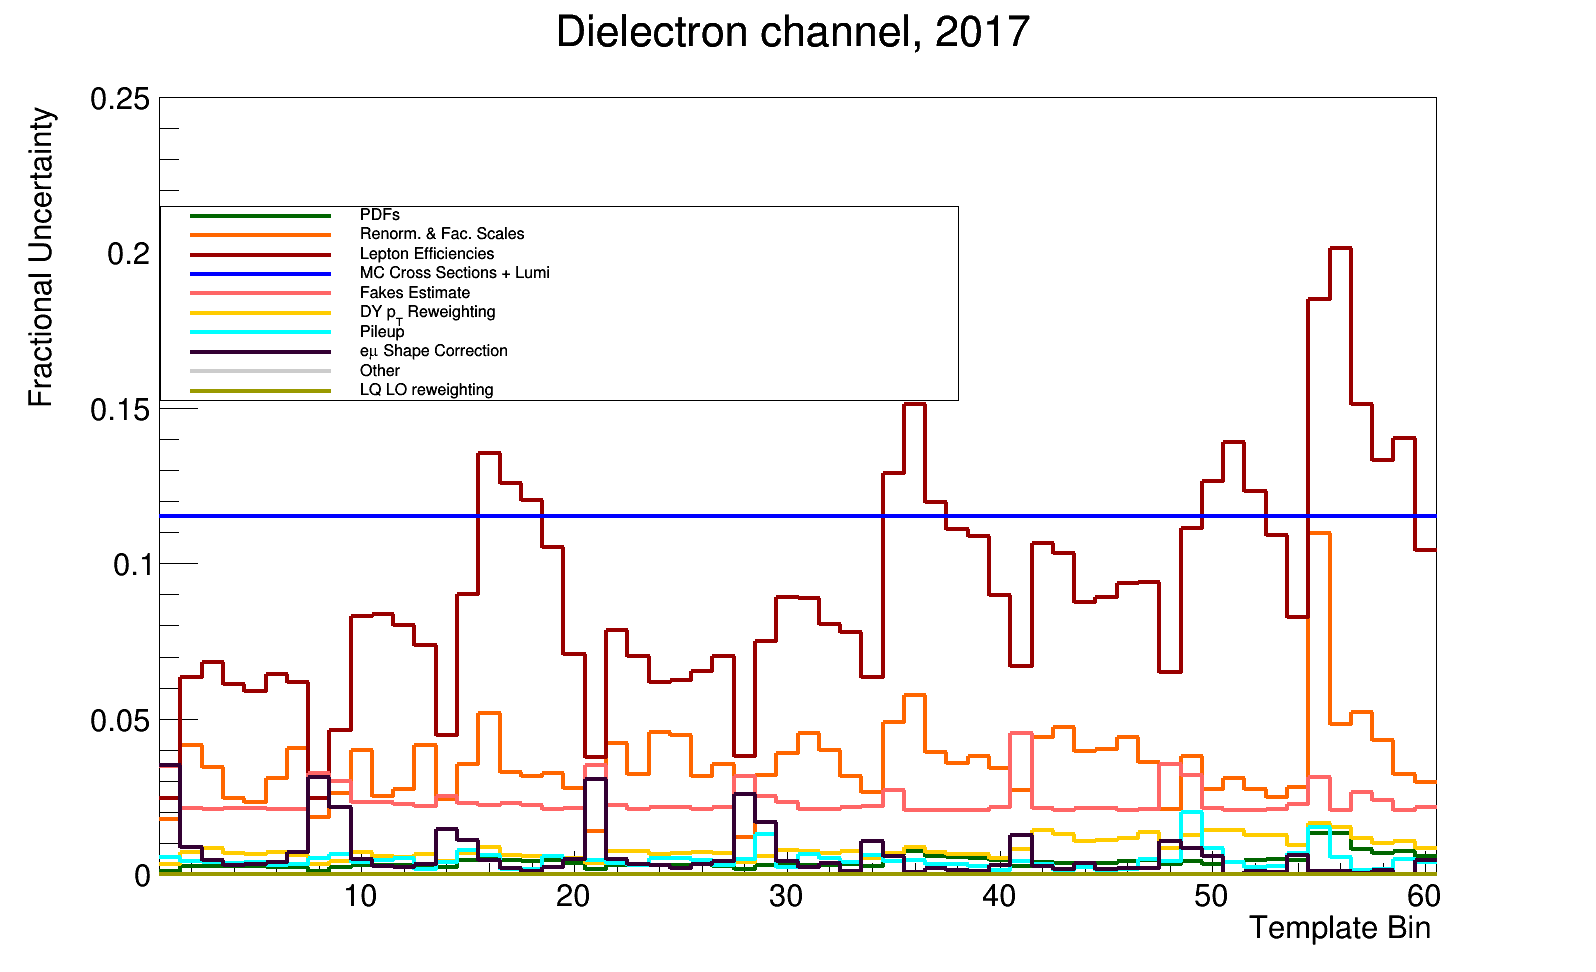 Dielectron channel, 2017
Fractional Uncertainty
0.25
0.2
0.15
0.1
0.05
0
PDFs
Renorm. & Fac. Scales
Lepton Efficiencies
MC Cross Sections + Lumi
Fakes Estimate
DY pT Reweighting
Pileup
eμ Shape Correction
Other
LQ LO reweighting
10 20 30 40 50 60
Template Bin